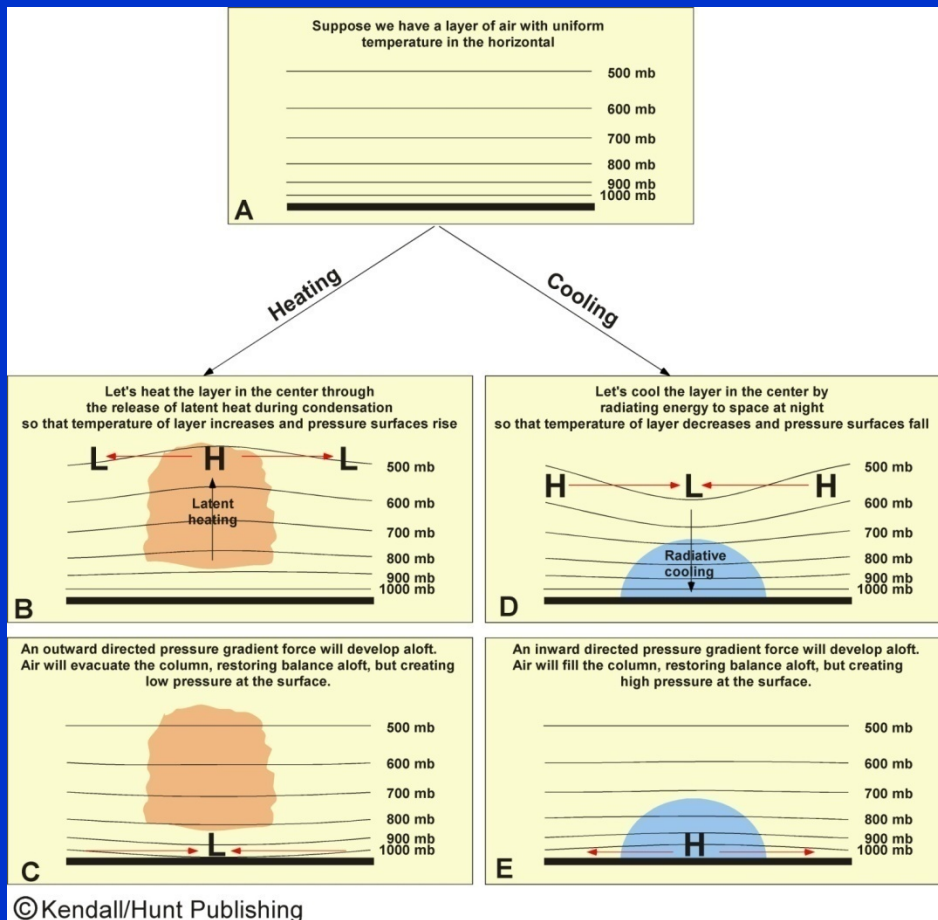 Suppose we have a layer of air with uniform
temperature in the horizontal
500 mb
600 mb
700 mb
800 mb
900 mb
1000 mb
A
Heating
Cooling
Let's heat the layer in the center through
the release of latent heat during condensation
so that temperature of layer increases and pressure surfaces rise
L H L
500 mb
600 mb
Latent
heating
700 mb
800 mb
900 mb
1000 mb
B
Let's cool the layer in the center by
radiating energy to space at night
so that temperature of layer decreases and pressure surfaces fall
500 mb
H L H
600 mb
700 mb
Radiative
cooling
800 mb
900 mb
1000 mb
D
An outward directed pressure gradient force will develop aloft.
Air will evacuate the column, restoring balance aloft, but creating
low pressure at the surface.
500 mb
600 mb
700 mb
800 mb
900 mb
L
1000 mb
C
An inward directed pressure gradient force will develop aloft.
Air will fill the column, restoring balance aloft, but creating
high pressure at the surface.
500 mb
600 mb
700 mb
800 mb
900 mb
H
1000 mb
E
© Kendall/Hunt Publishing